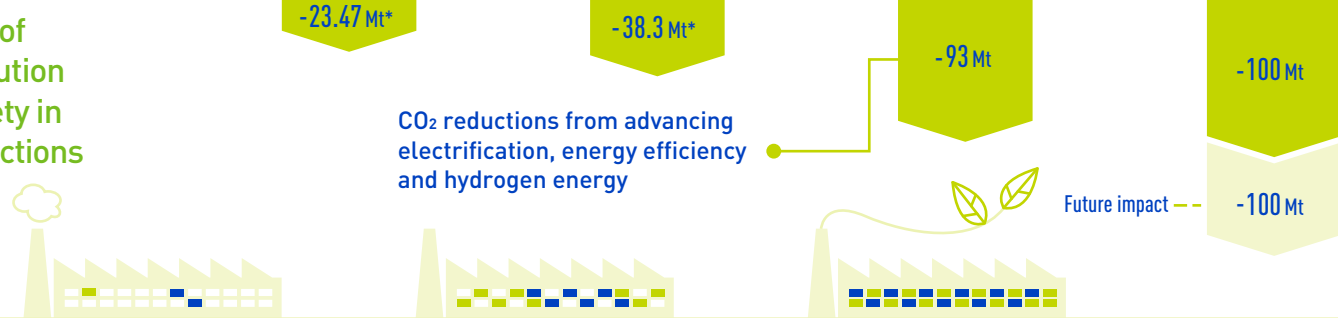 of
ution
ety in
ctions
-23.47 Mt*
-38.3 Mt*
-93 Mt
-100 Mt
CO₂ reductions from advancing
electrification, energy efficiency
and hydrogen energy
Future impact
-100 Mt